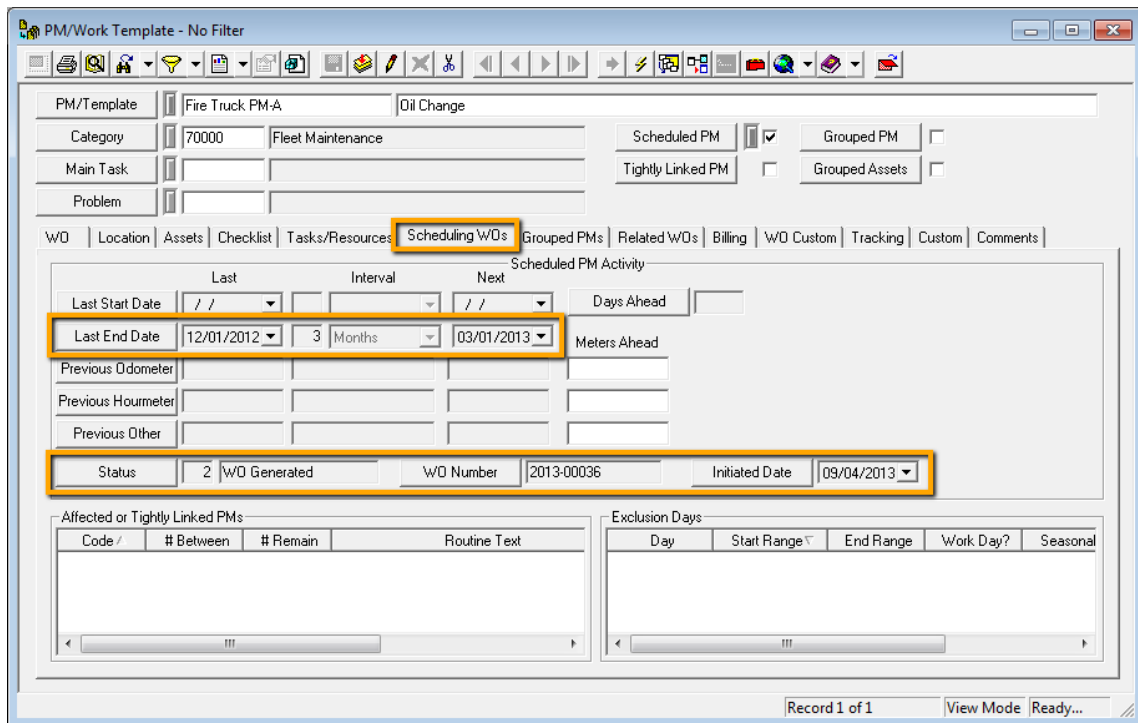 PM/Work Template - No Filter
PM/Template Fire Truck PM-A Oil Change
Category 70000 Fleet Maintenance Scheduled PM Grouped PM
Main Task Tightly Linked PM Grouped Assets
Problem
WO Location Assets Checklist Tasks/Resources Scheduling WOs Grouped PMs Related WOs Billing WO Custom Tracking Custom Comments
Scheduled PM Activity
Last Interval Next
Last Start Date / / / / Days Ahead
Last End Date 12/01/2012 3 Months 03/01/2013 Meters Ahead
Previous Odometer
Previous Hourmeter
Previous Other
Status 2 WO Generated WO Number 2013-00036 Initiated Date 09/04/2013
Affected or Tightly Linked PMs Exclusion Days
Code # Between # Remain Routine Text Day Start Range End Range Work Day? Seasonal
Record 1 of 1 View Mode Ready...